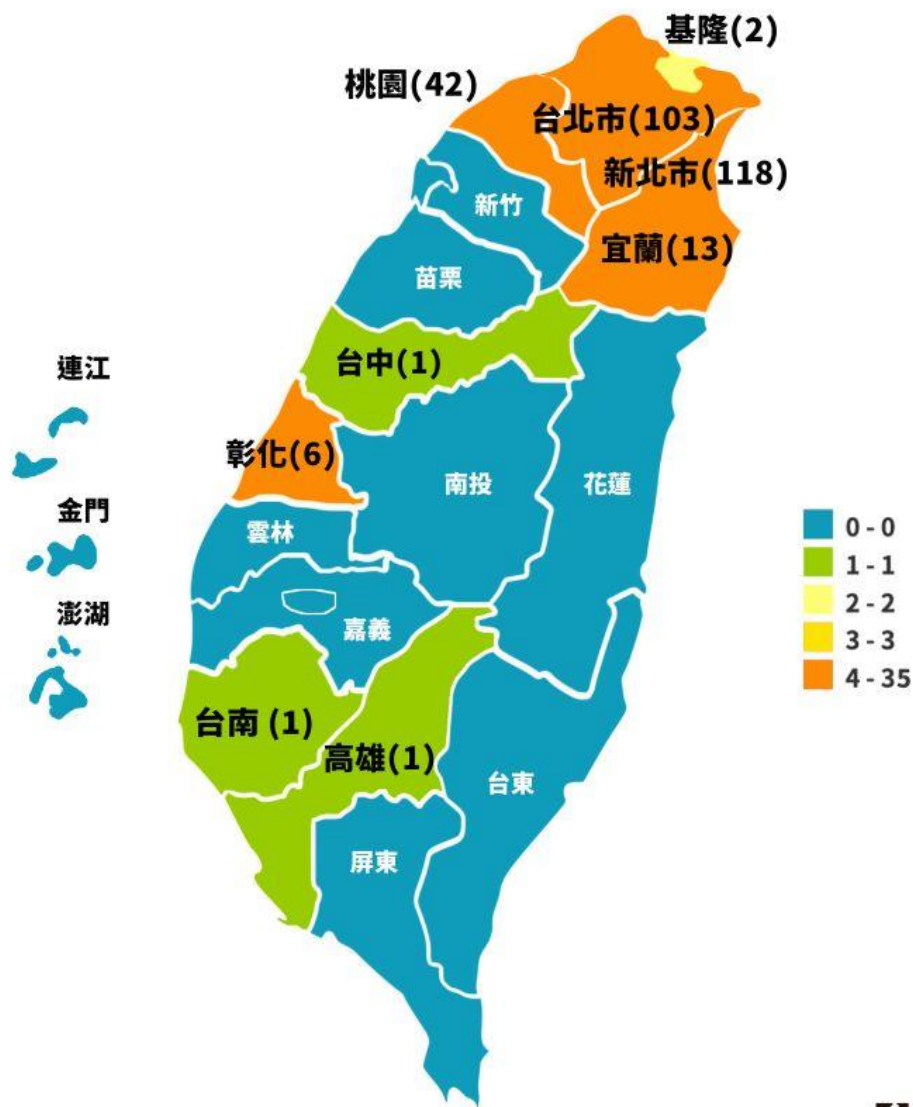 基隆(2)
桃園(42)
台北市(103)
新北市(118)
新竹
宜蘭(13)
苗栗
台中(1)
連江
彰化(6)
南投
花蓮
金門
雲林
0 - 0
1 - 1
2 - 2
3 - 3
4 - 35
澎湖
嘉義
台南 (1)
高雄(1)
台東
屏東